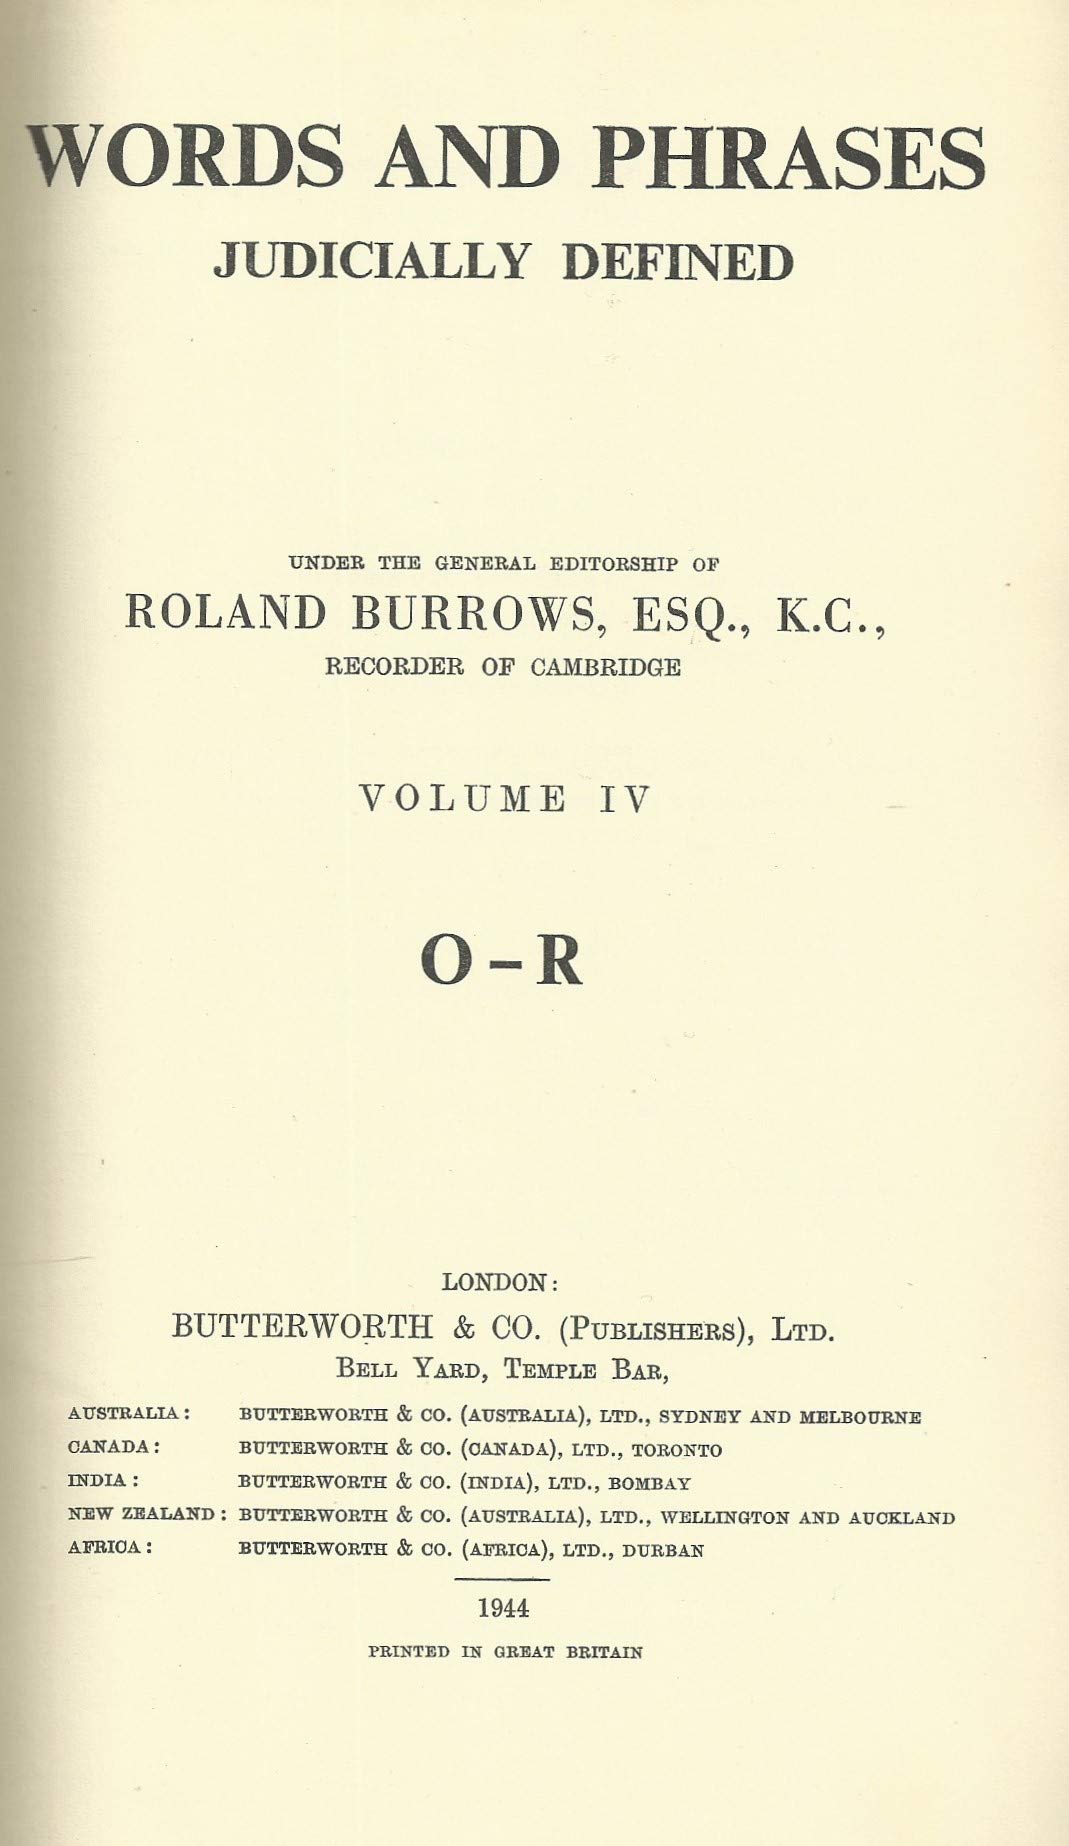 WORDS AND PHRASES
JUDICIALLY DEFINED
UNDER THE GENERAL EDITORSHIP OF
ROLAND BURROWS, ESQ., K.C.,
RECORDER OF CAMBRIDGE
VOLUME IV
O–R
LONDON:
BUTTERWORTH & CO. (PUBLISHERS), LTD.
BELL YARD, TEMPLE BAR,
AUSTRALIA: BUTTERWORTH & CO. (AUSTRALIA), LTD., SYDNEY AND MELBOURNE
CANADA: BUTTERWORTH & CO. (CANADA), LTD., TORONTO
INDIA: BUTTERWORTH & CO. (INDIA), LTD., BOMBAY
NEW ZEALAND: BUTTERWORTH & CO. (AUSTRALIA), LTD., WELLINGTON AND AUCKLAND
AFRICA: BUTTERWORTH & CO. (AFRICA), LTD., DURBAN
1944
PRINTED IN GREAT BRITAIN